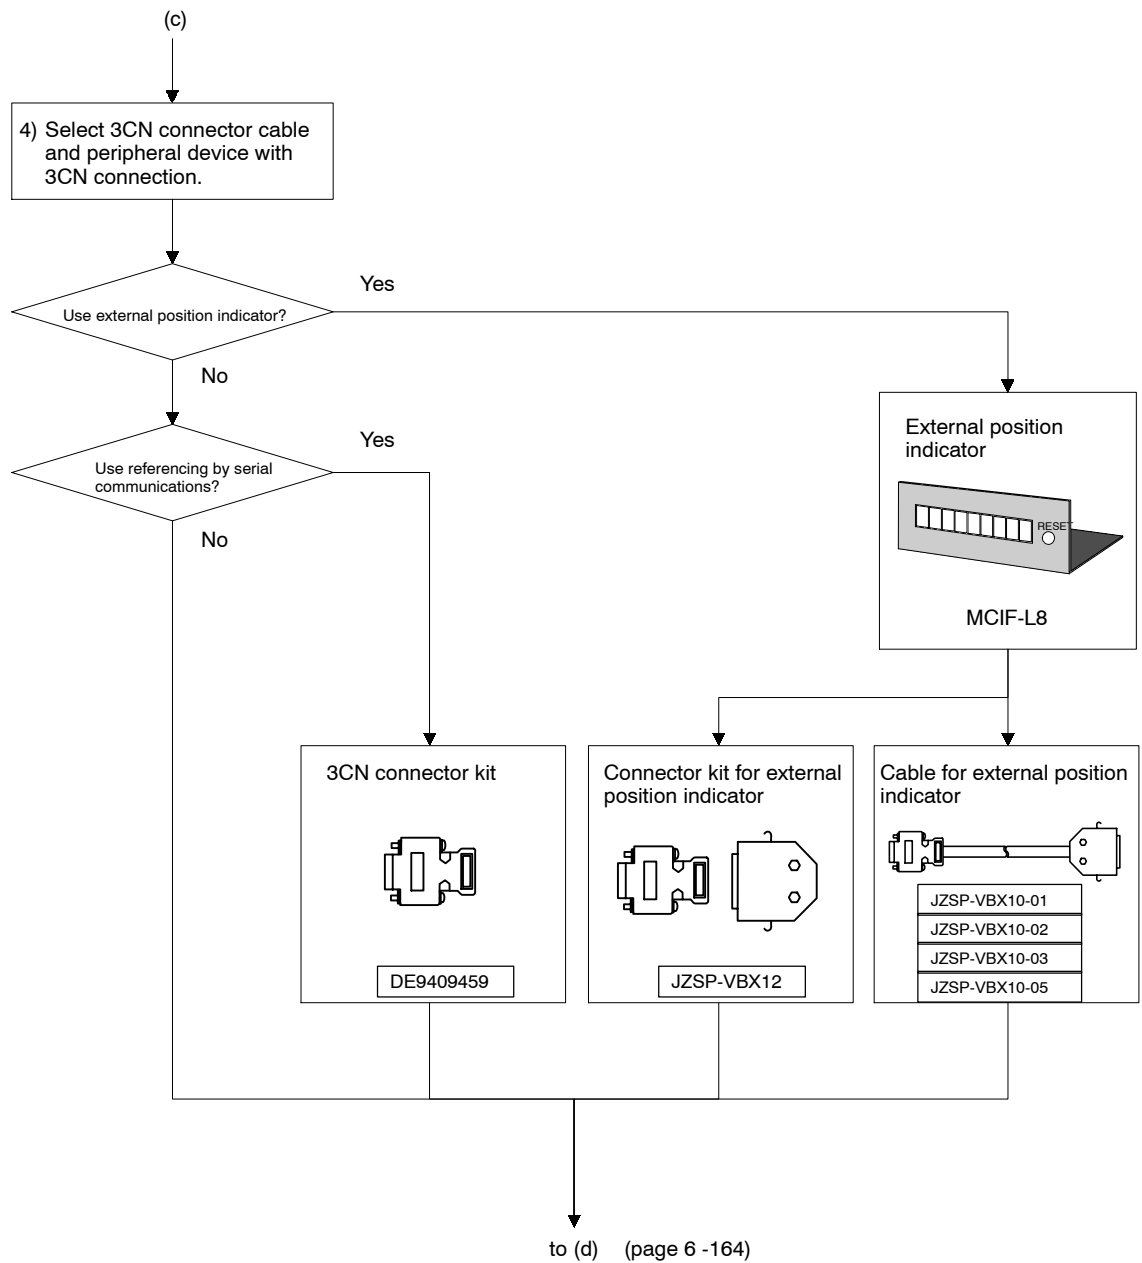 (c)
4) Select 3CN connector cable
and peripheral device with
3CN connection.
Yes
Use external position indicator?
No
Yes
Use referencing by serial
communications?
No
External position
indicator
RESET
MCIF-L8
3CN connector kit
DE9409459
Connector kit for external
position indicator
JZSP-VBX12
Cable for external position
indicator
JZSP-VBX10-01
JZSP-VBX10-02
JZSP-VBX10-03
JZSP-VBX10-05
to (d) (page 6 -164)